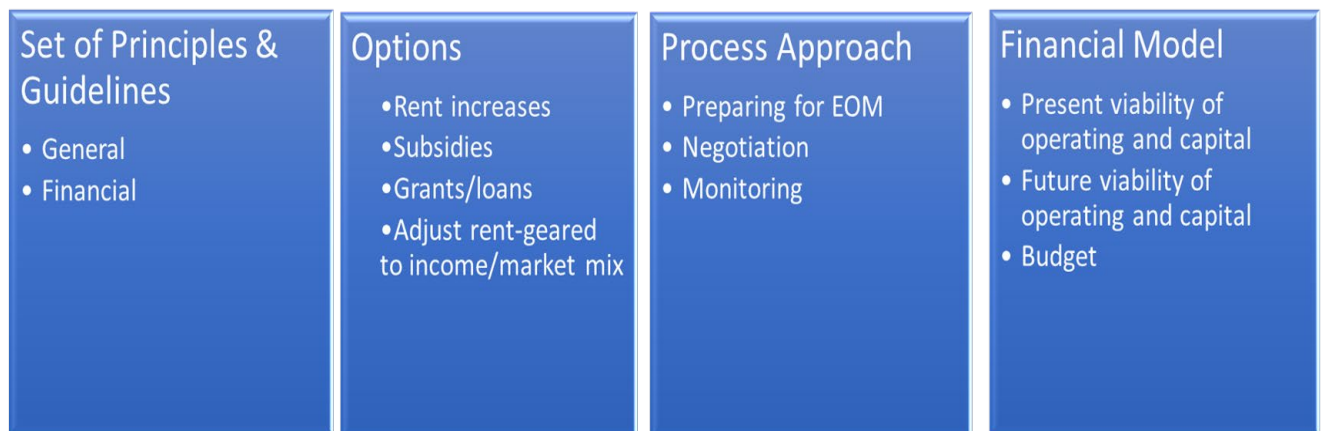 Set of Principles &
Guidelines
• General
• Financial
Options
•Rent increases
•Subsidies
•Grants/loans
•Adjust rent-geared
to income/market mix
Process Approach
• Preparing for EOM
• Negotiation
• Monitoring
Financial Model
• Present viability of
operating and capital
• Future viability of
operating and capital
• Budget